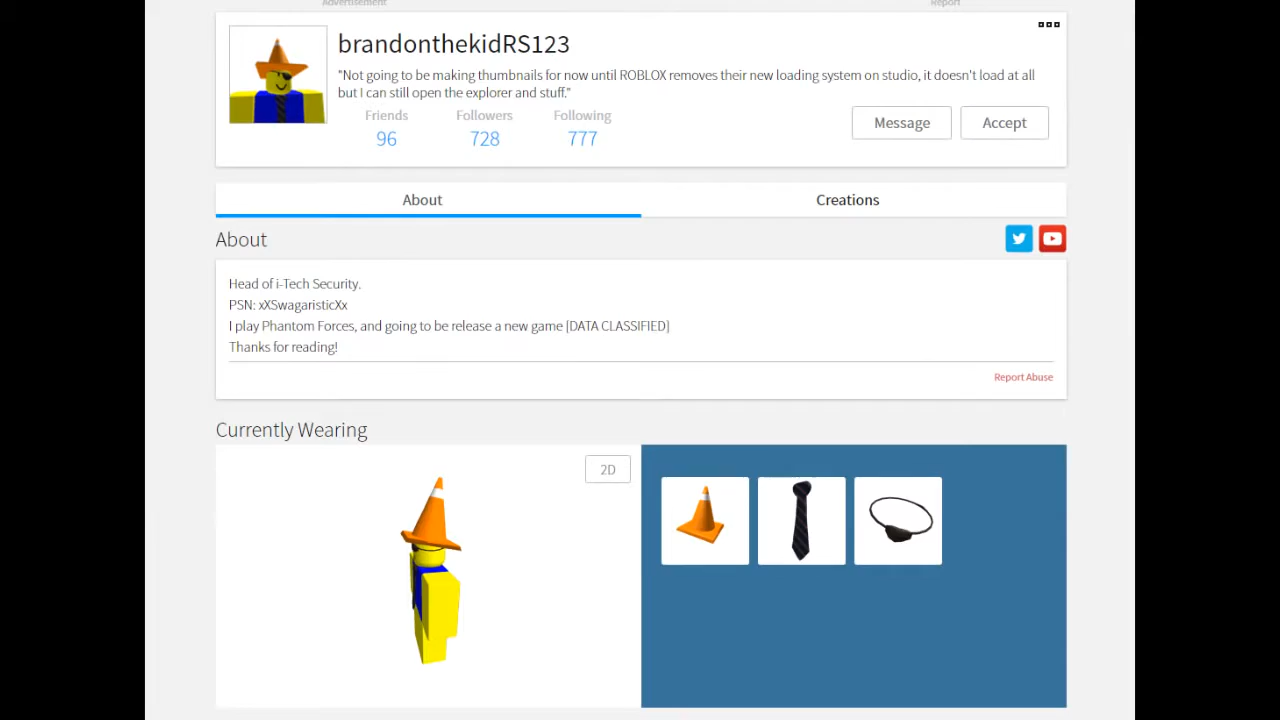 Advertisement Report
brandonthekidRS123
"Not going to be making thumbnails for now until ROBLOX removes their new loading system on studio, it doesn't load at all
but I can still open the explorer and stuff."
Friends Followers Following
96 728 777
Message Accept
About Creations
About
Head of i-Tech Security.
PSN: xXSwagaristicXx
I play Phantom Forces, and going to be release a new game [DATA CLASSIFIED]
Thanks for reading!
Report Abuse
Currently Wearing
2D